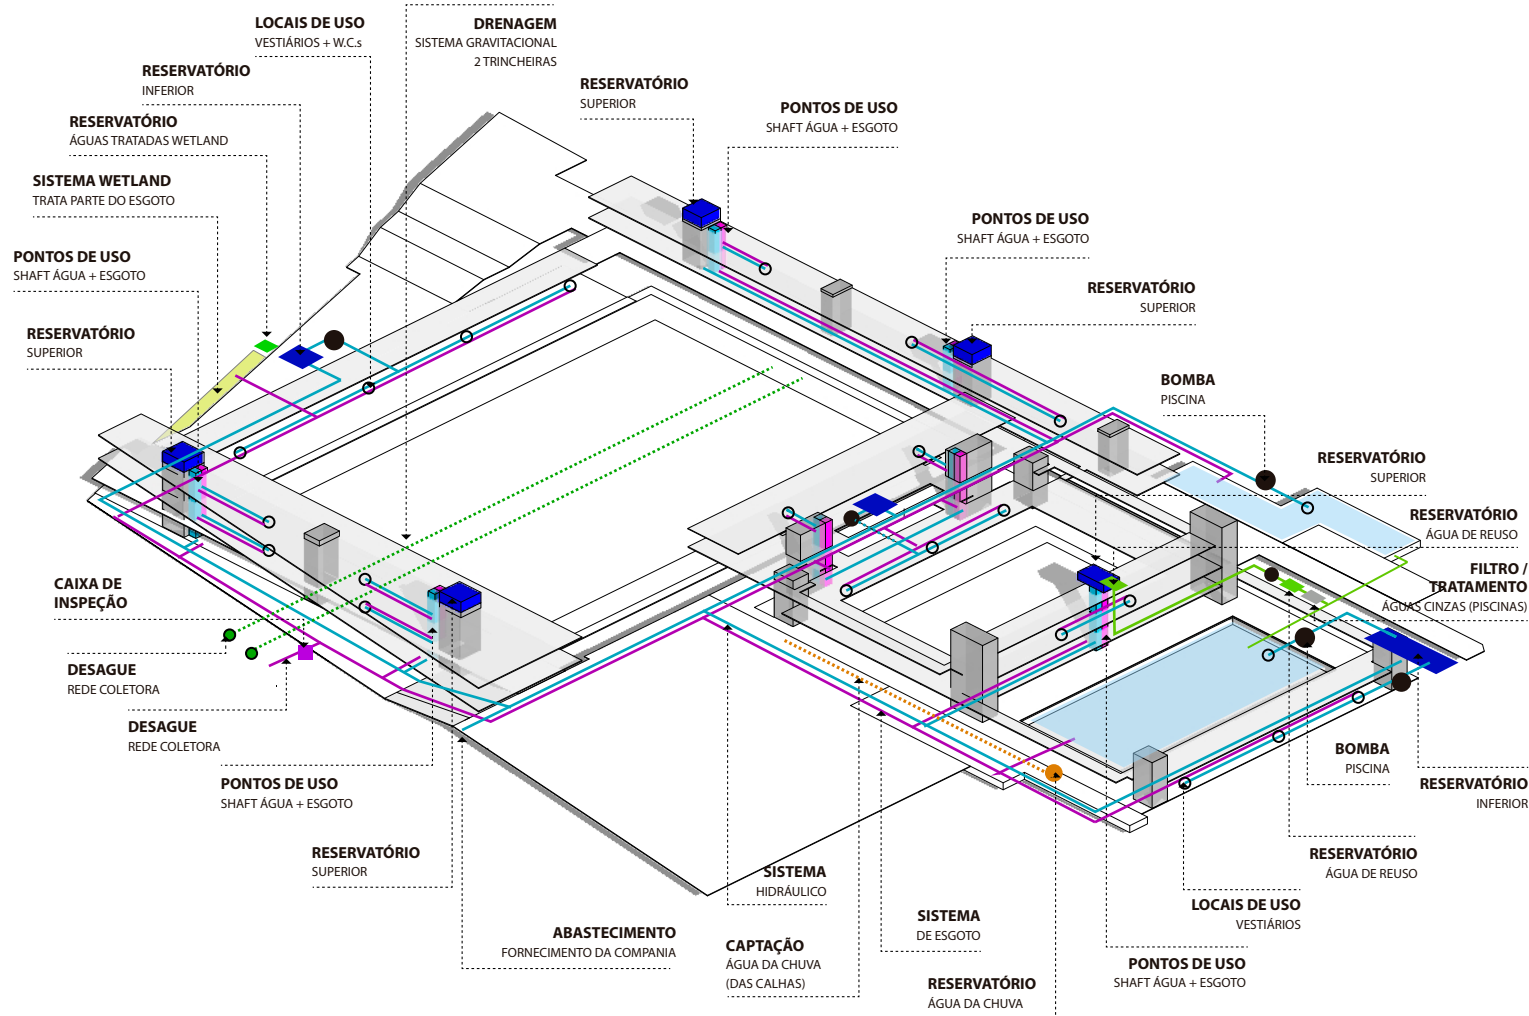 LOCAIS DE USO
VESTIÁRIOS + W.C.s
DRENAGEM
SISTEMA GRAVITACIONAL
2 TRINCHEIRAS
RESERVATÓRIO
INFERIOR
RESERVATÓRIO
SUPERIOR
PONTOS DE USO
SHAFT ÁGUA + ESGOTO
RESERVATÓRIO
ÁGUAS TRATADAS WETLAND
SISTEMA WETLAND
TRATA PARTE DO ESGOTO
PONTOS DE USO
SHAFT ÁGUA + ESGOTO
PONTOS DE USO
SHAFT ÁGUA + ESGOTO
RESERVATÓRIO
SUPERIOR
RESERVATÓRIO
SUPERIOR
BOMBA
PISCINA
RESERVATÓRIO
SUPERIOR
RESERVATÓRIO
ÁGUA DE REUSO
FILTRO /
TRATAMENTO
ÁGUAS CINZAS (PISCINAS)
CAIXA DE
INSPEÇÃO
DESAGUE
REDE COLETORA
DESAGUE
REDE COLETORA
PONTOS DE USO
SHAFT ÁGUA + ESGOTO
RESERVATÓRIO
SUPERIOR
ABASTECIMENTO
FORNECIMENTO DA COMPANIA
SISTEMA
HIDRÁULICO
CAPTAÇÃO
ÁGUA DA CHUVA
(DAS CALHAS)
SISTEMA
DE ESGOTO
RESERVATÓRIO
ÁGUA DA CHUVA
BOMBA
PISCINA
RESERVATÓRIO
INFERIOR
RESERVATÓRIO
ÁGUA DE REUSO
LOCAIS DE USO
VESTIÁRIOS
PONTOS DE USO
SHAFT ÁGUA + ESGOTO